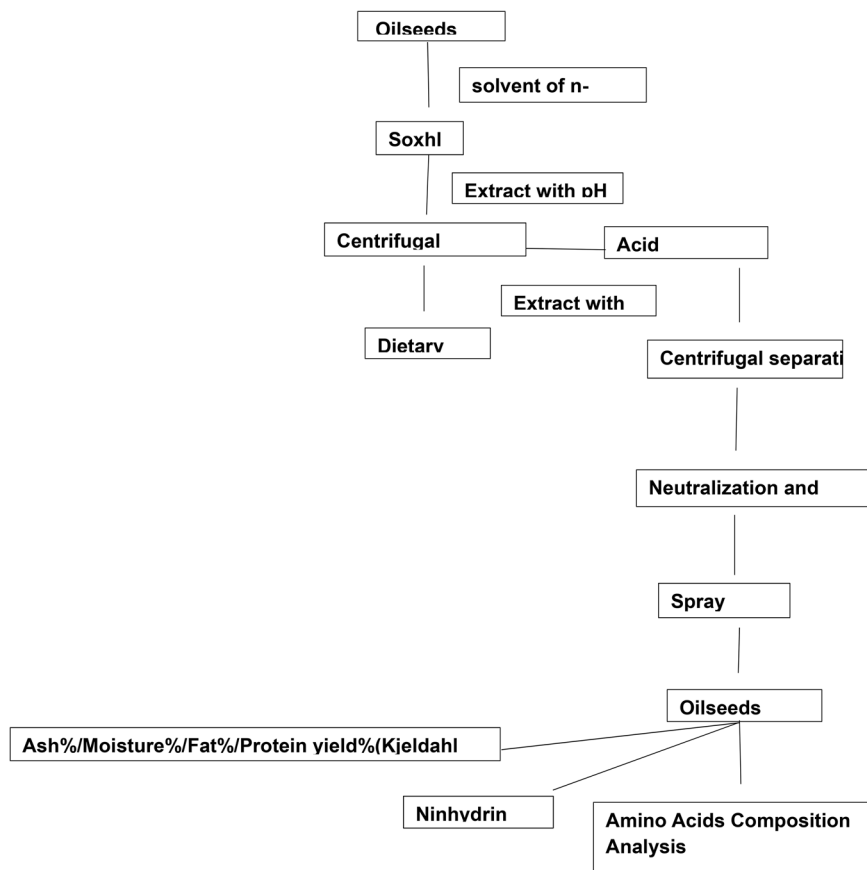 Oilseeds
solvent of n-
Soxhl
Extract with pH
Centrifugal
Acid
Extract with
Dietary
Centrifugal separati
Neutralization and
Spray
Oilseeds
Ash%/Moisture%/Fat%/Protein yield%(Kjeldahl
Ninhydrin
Amino Acids Composition
Analysis